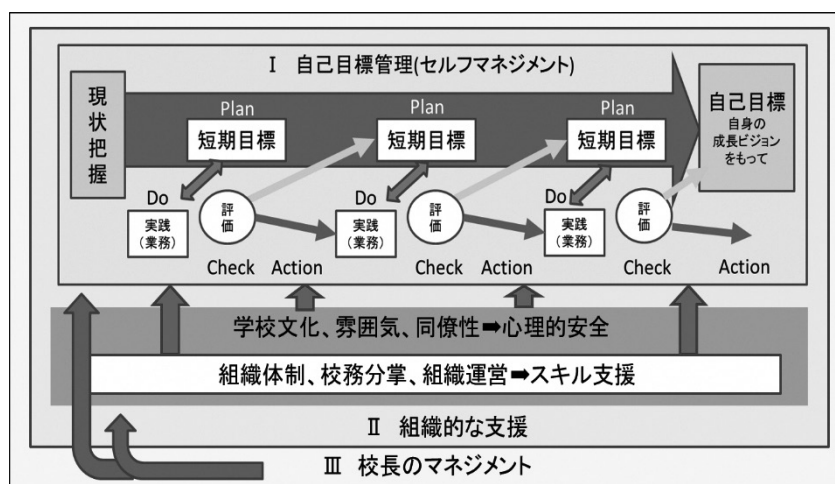 Ⅰ 自己目標管理(セルフマネジメント)
現状把握
Plan
短期目標
Plan
短期目標
Plan
短期目標
自己目標
自身の
成長ビジョン
をもって
Do
実践
(業務)
評価
Do
実践
(業務)
評価
Do
実践
(業務)
評価
Check
Action
Check
Action
Check
Action
学校文化、雰囲気、同僚性➡心理的安全
組織体制、校務分掌、組織運営➡スキル支援
Ⅱ 組織的な支援
Ⅲ 校長のマネジメント